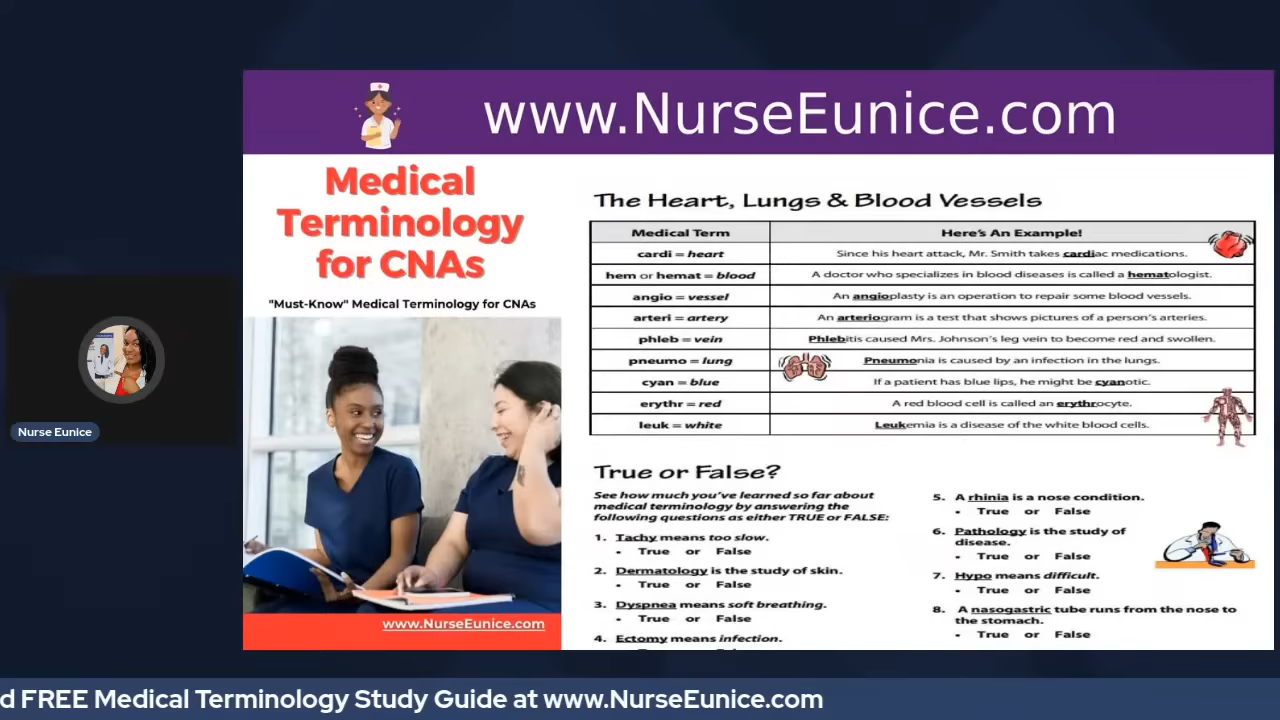 www.NurseEunice.com
Medical
Terminology
for CNAs
"Must-Know" Medical Terminology for CNAs
www.NurseEunice.com
The Heart, Lungs & Blood Vessels
Medical Term Here's An Example!
cardi = heart Since his heart attack, Mr. Smith takes cardiac medications.
hem or hemat = blood A doctor who specializes in blood diseases is called a hematologist.
angio = vessel An angioplasty is an operation to repair some blood vessels.
arteri = artery An arteriogram is a test that shows pictures of a person's arteries.
phleb = vein Phlebitis caused Mrs. Johnson's leg vein to become red and swollen.
pneumo = lung Pneumonia is caused by an infection in the lungs.
cyan = blue If a patient has blue lips, he might be cyanotic.
erythr = red A red blood cell is called an erythrocyte.
leuk = white Leukemia is a disease of the white blood cells.
True or False?
See how much you've learned so far about
medical terminology by answering the
following questions as either TRUE or FALSE:
1. Tachy means too slow.
• True or False
2. Dermatology is the study of skin.
• True or False
3. Dyspnea means soft breathing.
• True or False
4. Ectomy means infection.
5. A rhinia is a nose condition.
• True or False
6. Pathology is the study of
disease.
• True or False
7. Hypo means difficult.
• True or False
8. A nasogastric tube runs from the nose to
the stomach.
• True or False
Nurse Eunice
d FREE Medical Terminology Study Guide at www.NurseEunice.com